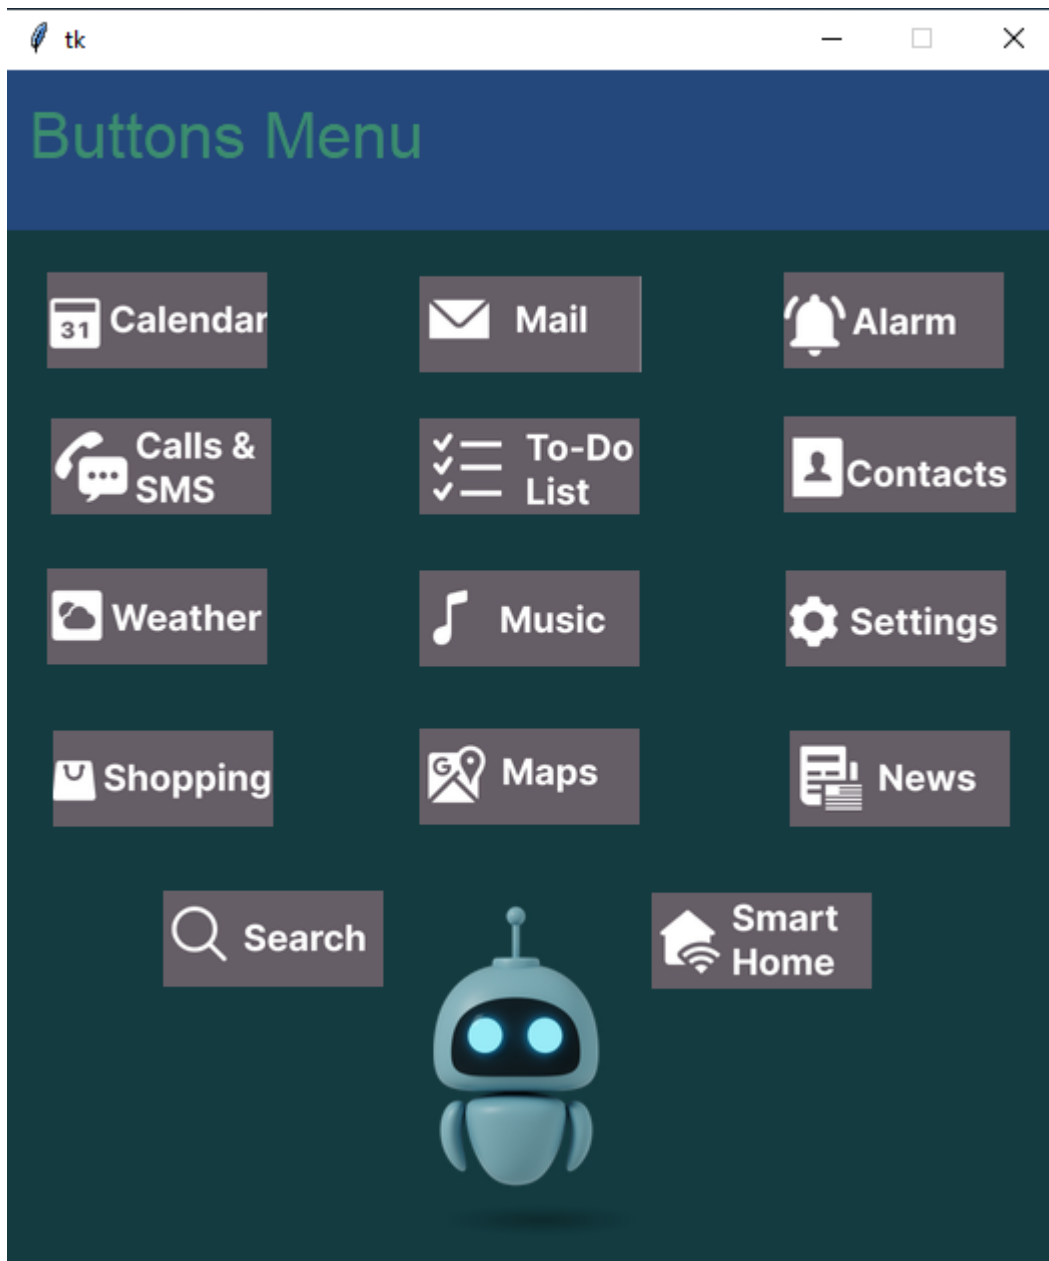 tk
Buttons Menu
31 Calendar
Mail
Alarm
Calls &
SMS
To-Do
List
Contacts
Weather
Music
Settings
Shopping
G Maps
News
Search
Smart
Home